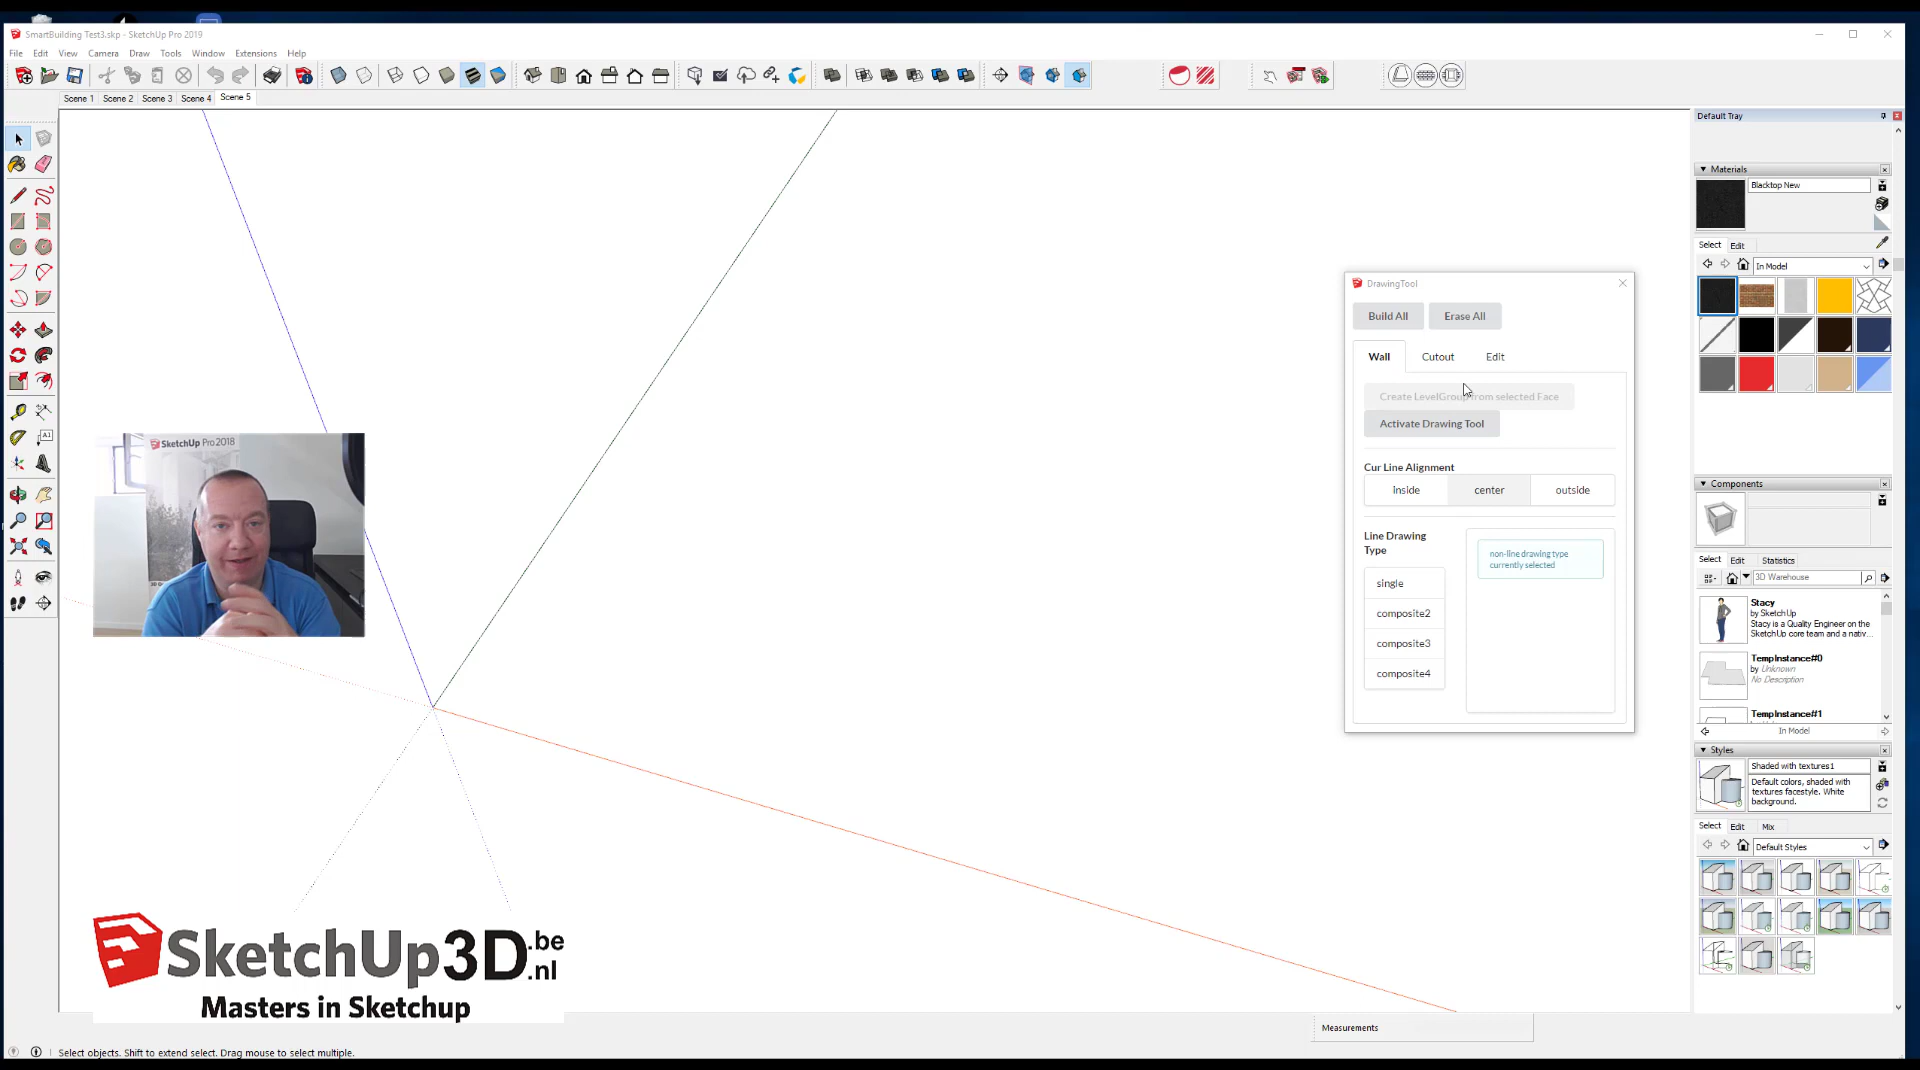 SmartBuilding Test3.skp - SketchUp Pro 2019
File Edit View Camera Draw Tools Window Extensions Help
Scene 1 Scene 2 Scene 3 Scene 4 Scene 5
Default Tray
Materials
Blacktop New
Select Edit
In Model
DrawingTool
Build All Erase All
Wall Cutout Edit
Create LevelGroup from selected Face
Activate Drawing Tool
Cur Line Alignment
inside center outside
Line Drawing
Type
non-line drawing type
currently selected
single
composite2
composite3
composite4
A1
SketchUp Pro 2018
Components
Select Edit Statistics
3D Warehouse
Stacy
by SketchUp
Stacy is a Quality Engineer on the
SketchUp core team and a nativ...
TempInstance#0
by Unknown
No Description
TempInstance#1
In Model
Styles
Shaded with textures1
Default colors, shaded with
textures facestyle. White
background.
Select Edit Mix
Default Styles
SketchUp3D
.be
.nl
Masters in Sketchup
Measurements
Select objects. Shift to extend select. Drag mouse to select multiple.